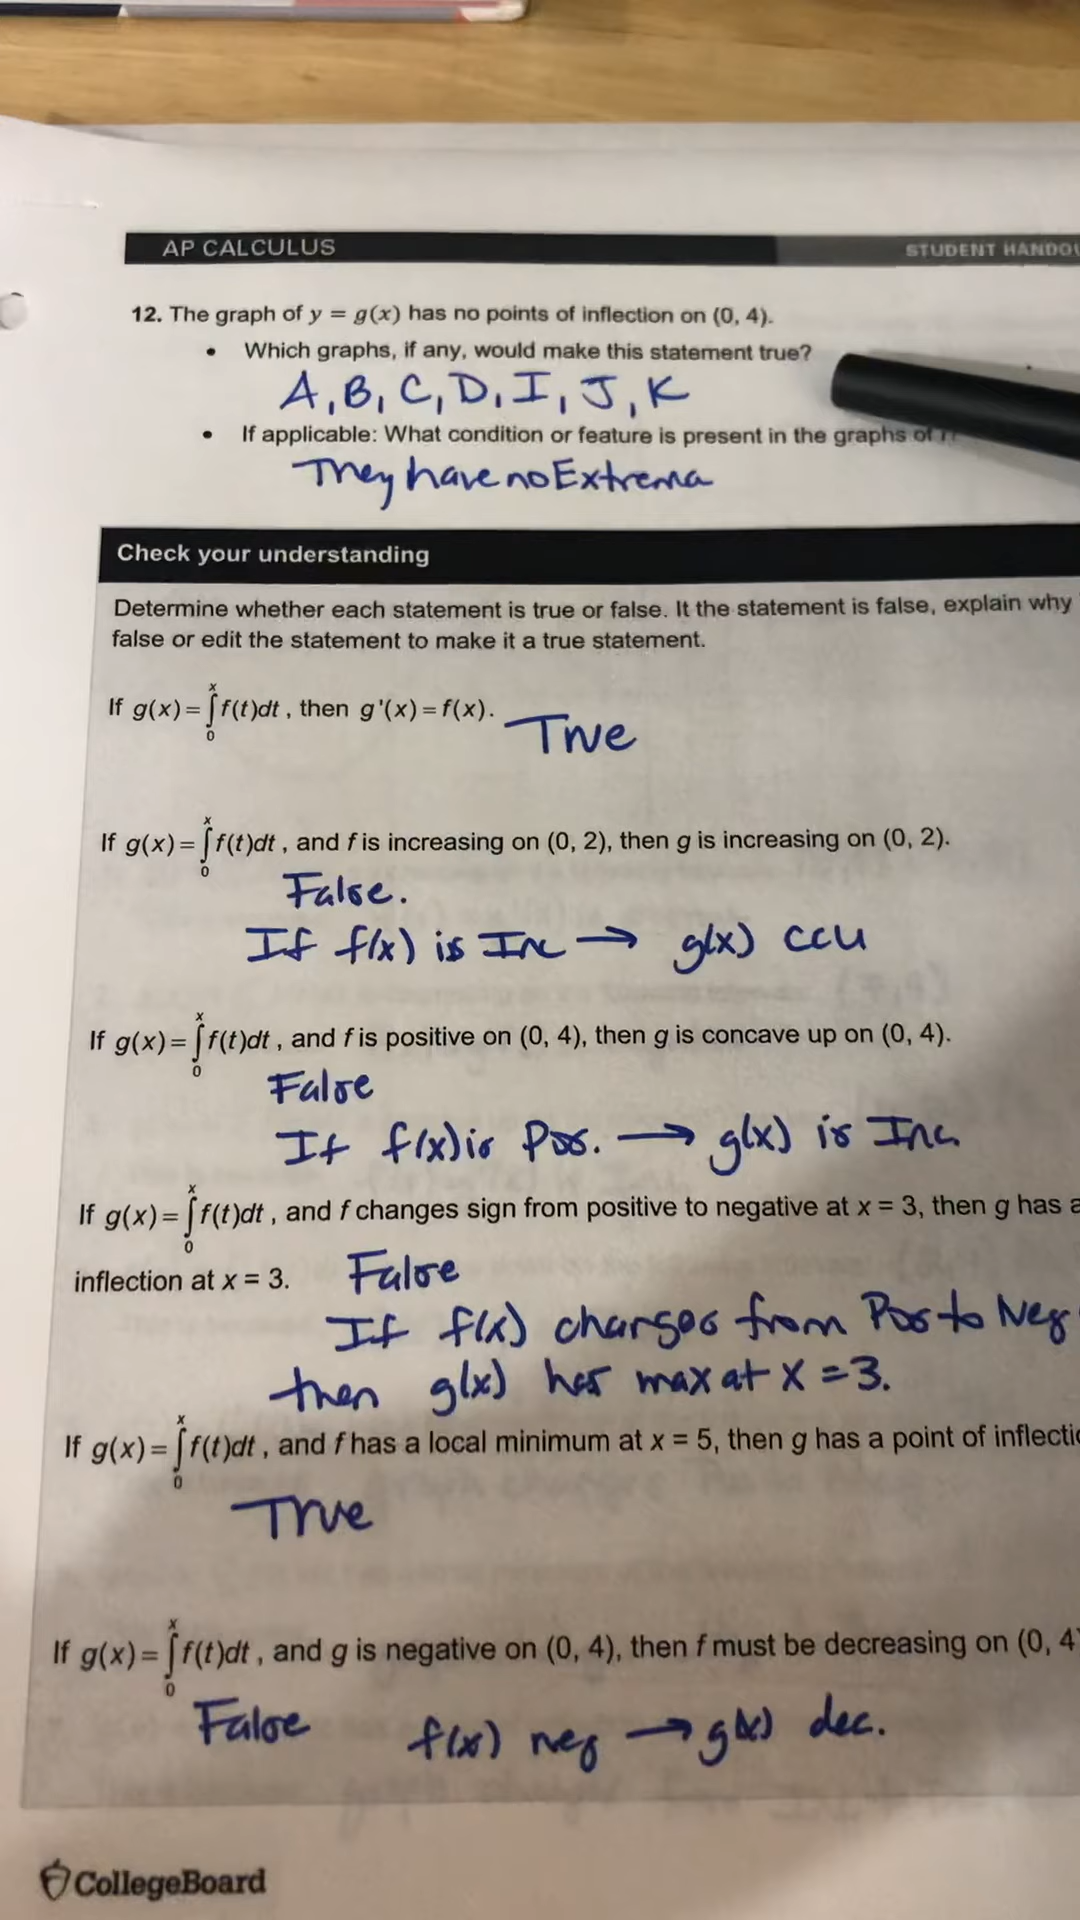 AP CALCULUS
STUDENT
12. The graph of y = g(x) has no points of inflection on (0, 4).
• Which graphs, if any, would make this statement true?
A, B, C, D, I, J, K
• If applicable: What condition or feature is present in the graphs of
They have no Extrema
Check your understanding
Determine whether each statement is true or false. It the statement is false, explain why
false or edit the statement to make it a true statement.
If g(x) = ∫₀ˣ f(t)dt, then g'(x) = f(x).
True
If g(x) = ∫₀ˣ f(t)dt, and f is increasing on (0, 2), then g is increasing on (0, 2).
False.
If f(x) is Inc → g(x) CCU
If g(x) = ∫₀ˣ f(t)dt, and f is positive on (0, 4), then g is concave up on (0, 4).
False
If f(x) is Pos. → g(x) is Inc.
If g(x) = ∫₀ˣ f(t)dt, and f changes sign from positive to negative at x = 3, then g has a
inflection at x = 3.
False
If f(x) changes from Pos to Neg
then g(x) has max at x = 3.
If g(x) = ∫₀ˣ f(t)dt, and f has a local minimum at x = 5, then g has a point of
True
If g(x) = ∫₀ˣ f(t)dt, and g is negative on (0, 4), then f must be decreasing on (0, 4
False f(x) neg → g(x) dec.
CollegeBoard